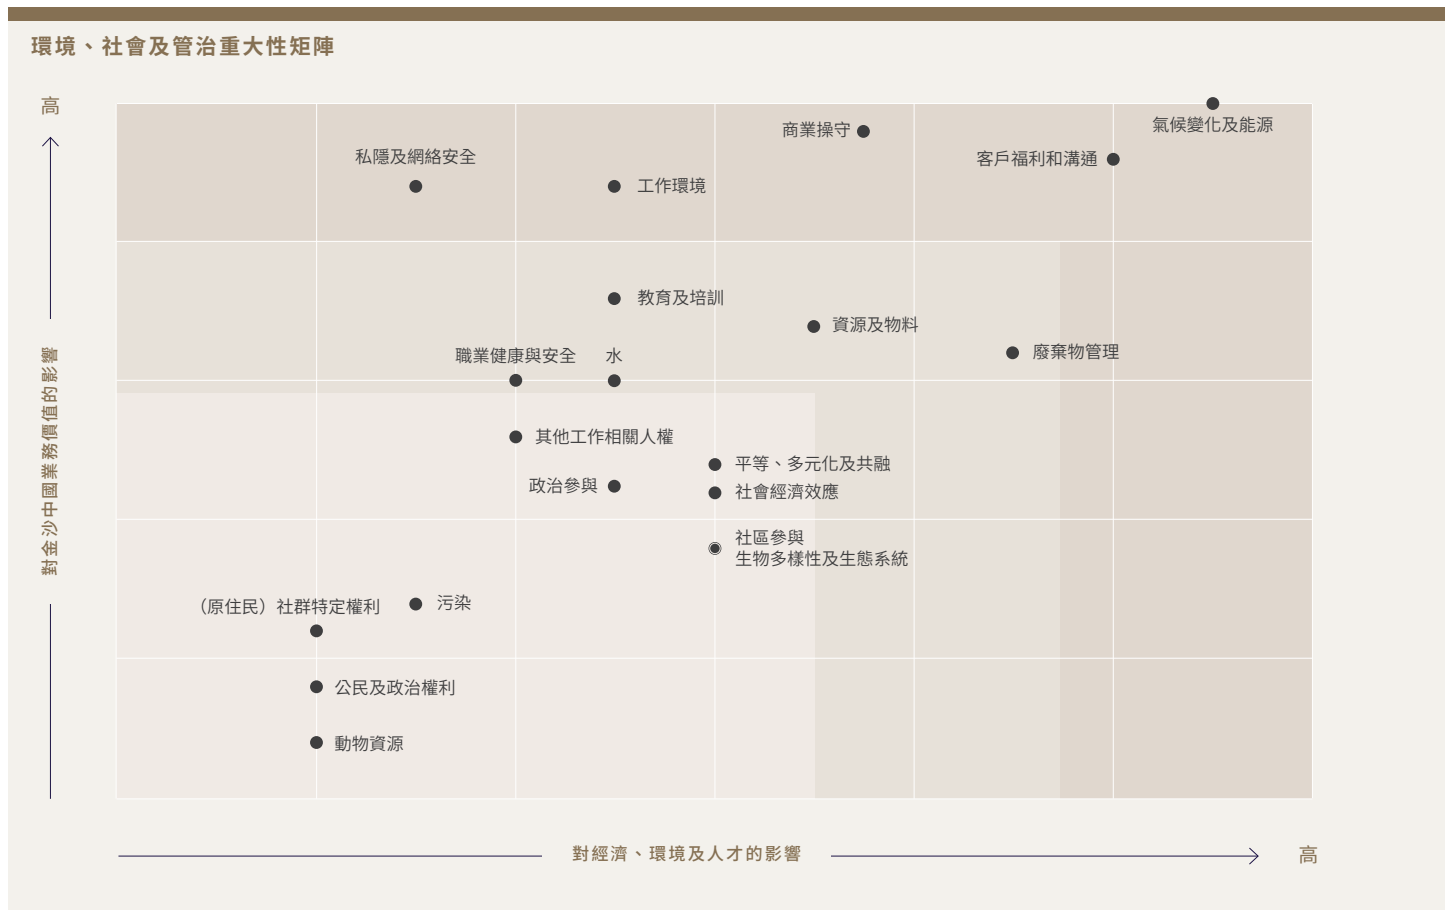 環境、社會及管治重大性矩陣
高
氣候變化及能源
商業操守
客戶福利和溝通
私隱及網絡安全
工作環境
教育及培訓
資源及物料
廢棄物管理
職業健康與安全
水
對金沙中國業務價值的影響
其他工作相關人權
平等、多元化及共融
政治參與
社會經濟效應
社區參與
生物多樣性及生態系統
（原住民）社群特定權利
污染
公民及政治權利
動物資源
對經濟、環境及人才的影響
高